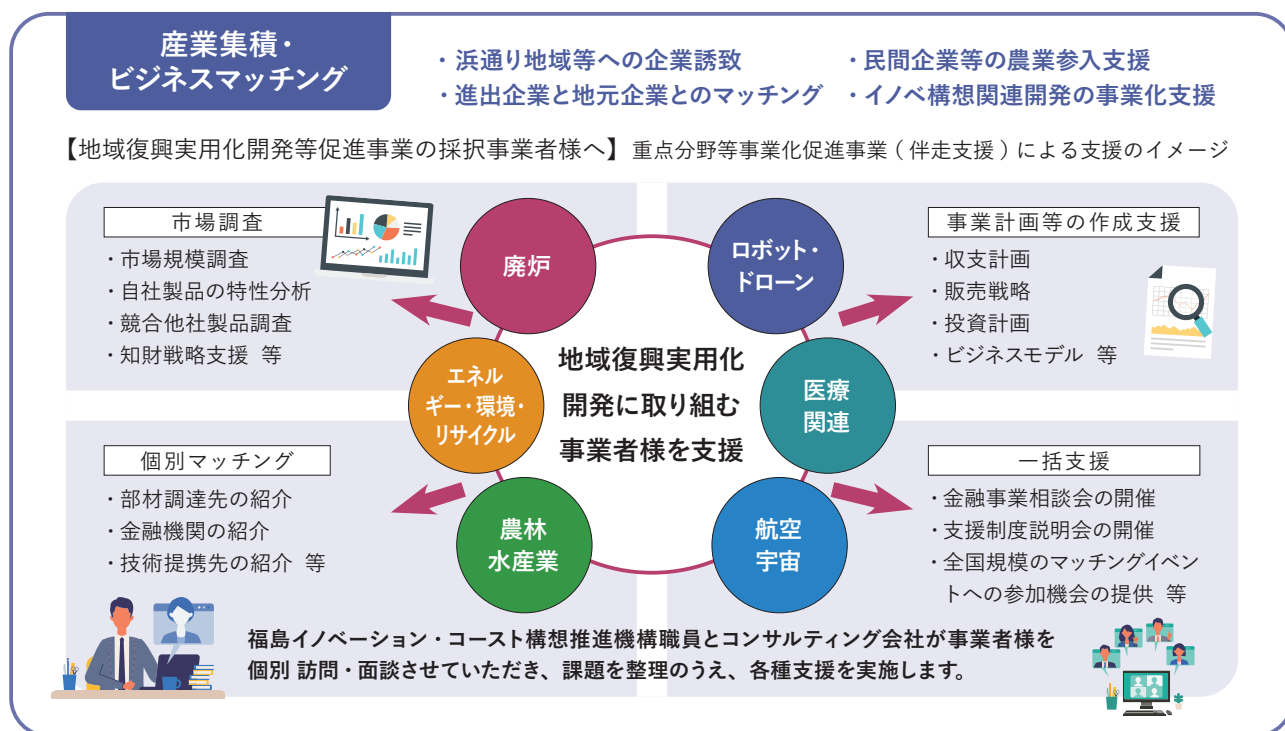 産業集積・
ビジネスマッチング
・浜通り地域等への企業誘致
・進出企業と地元企業とのマッチング
・民間企業等の農業参入支援
・イノベ構想関連開発の事業化支援
【地域復興実用化開発等促進事業の採択事業者様へ】重点分野等事業化促進事業(伴走支援)による支援のイメージ
市場調査
・市場規模調査
・自社製品の特性分析
・競合他社製品調査
・知財戦略支援 等
廃炉
ロボット・
ドローン
事業計画等の作成支援
・収支計画
・販売戦略
・投資計画
・ビジネスモデル 等
エネル
ギー・環境・
リサイクル
地域復興実用化
開発に取り組む
事業者様を支援
医療
関連
個別マッチング
・部材調達先の紹介
・金融機関の紹介
・技術提携先の紹介 等
農林
水産業
航空
宇宙
一括支援
・金融事業相談会の開催
・支援制度説明会の開催
・全国規模のマッチングイベン
トへの参加機会の提供 等
福島イノベーション・コースト構想推進機構職員とコンサルティング会社が事業者様を
個別 訪問・面談させていただき、課題を整理のうえ、各種支援を実施します。